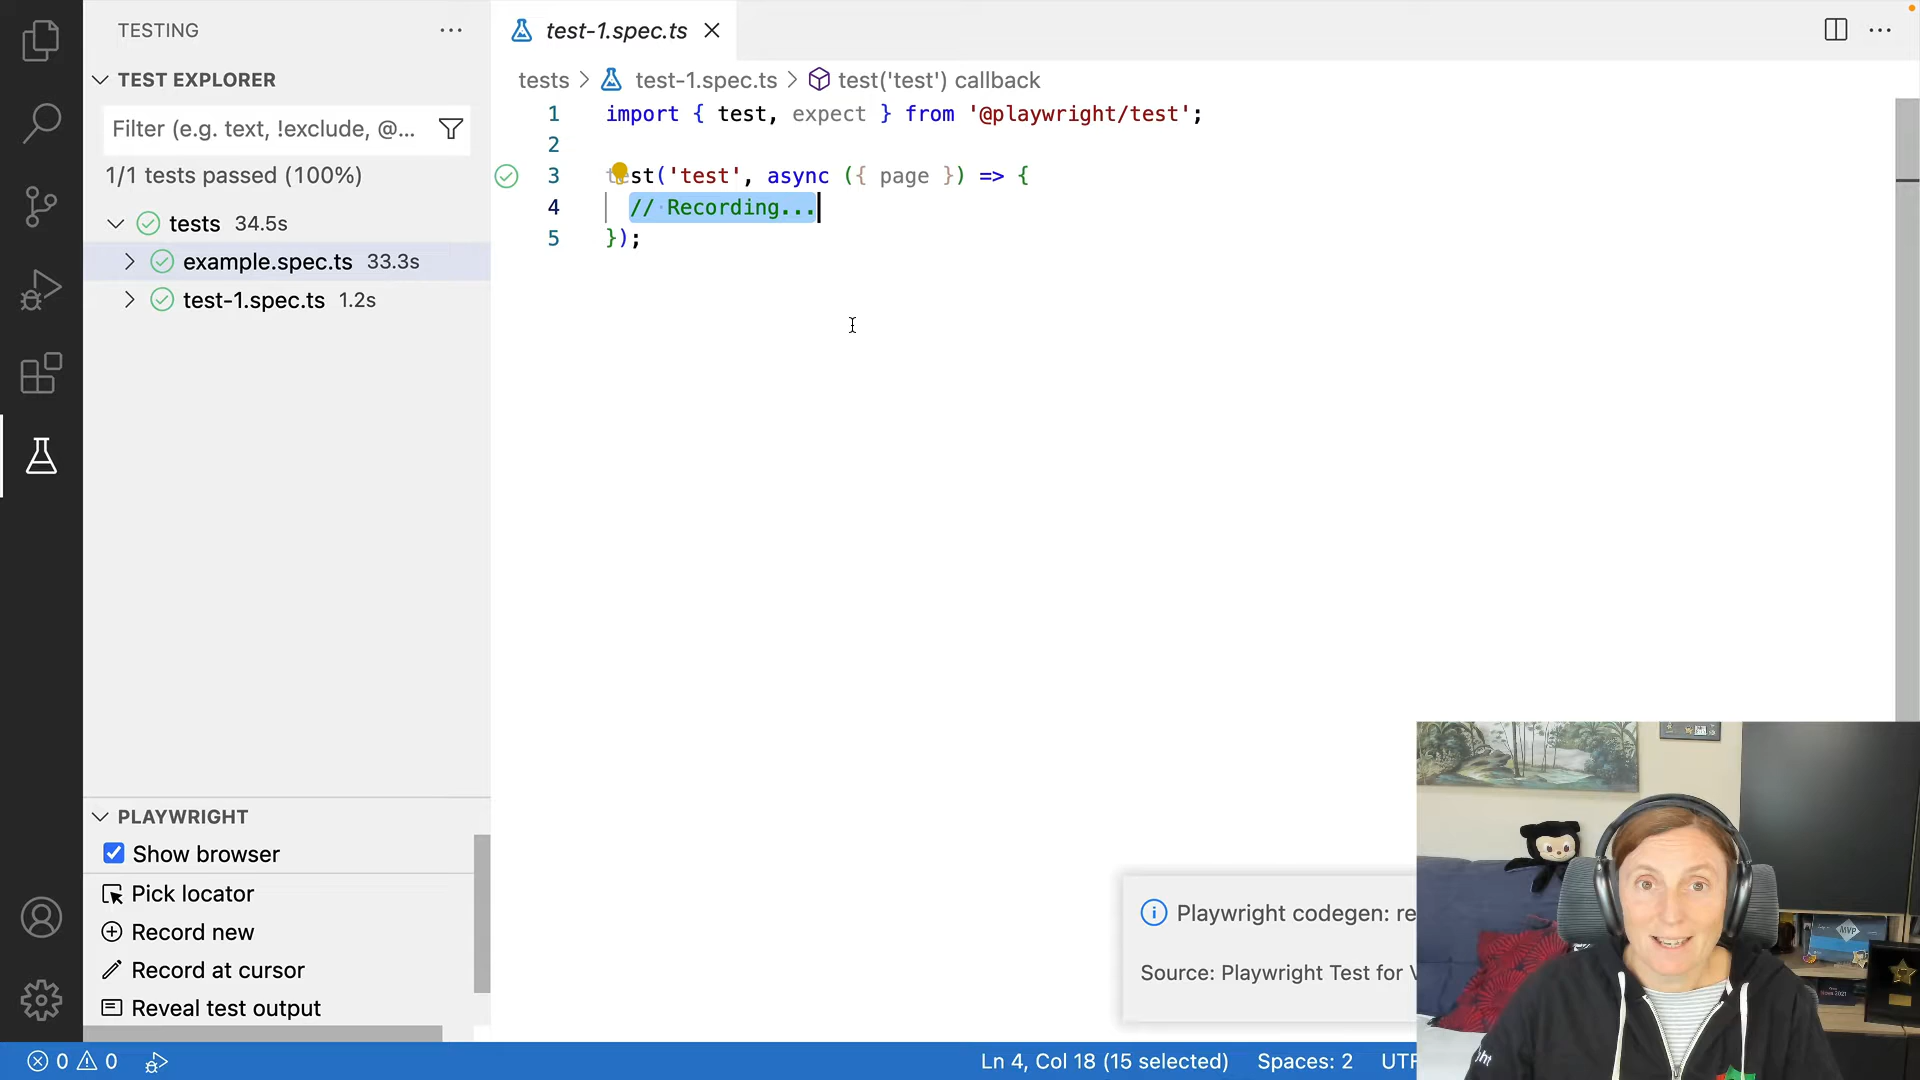 TESTING
TEST EXPLORER
Filter (e.g. text, !exclude, @...
1/1 tests passed (100%)
tests 34.5s
example.spec.ts 33.3s
test-1.spec.ts 1.2s
PLAYWRIGHT
Show browser
Pick locator
Record new
Record at cursor
Reveal test output
test-1.spec.ts
tests > test-1.spec.ts > test('test') callback
1 import { test, expect } from '@playwright/test';
2
3 test('test', async ({ page }) => {
4 // Recording...
5 });
Playwright codegen: re
Source: Playwright Test for V
MVP
0 0
Ln 4, Col 18 (15 selected)
Spaces: 2
UTF